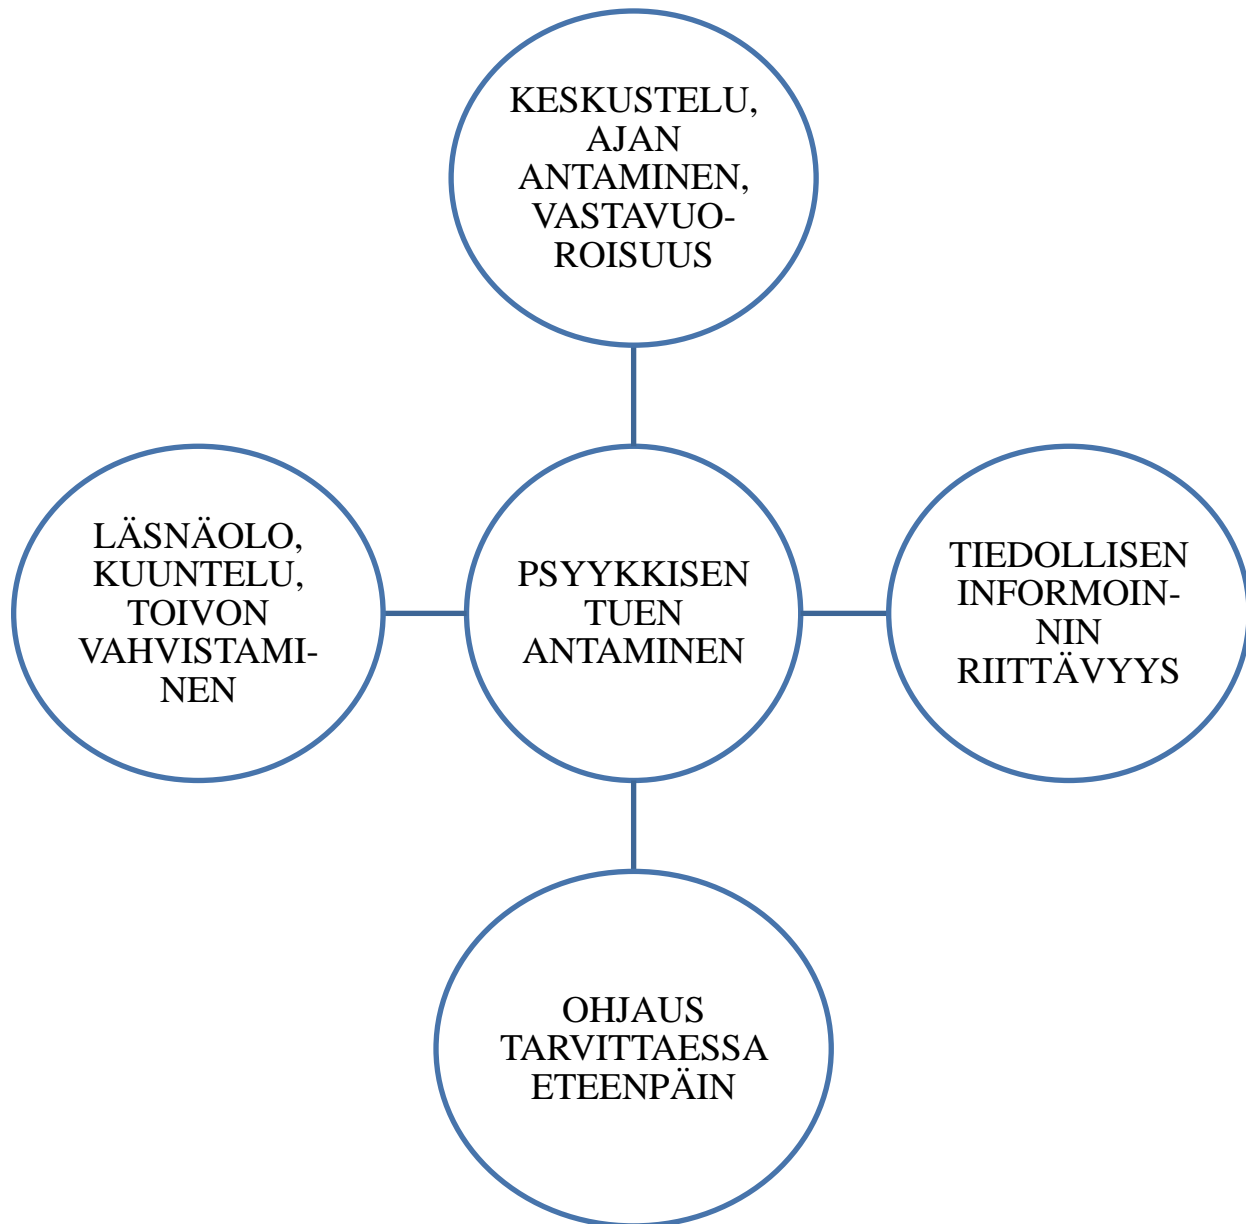 KESKUSTELU,
AJAN
ANTAMINEN,
VASTAVUO-
ROISUUS
LÄSNÄOLO,
KUUNTELU,
TOIVON
VAHVISTAMI-
NEN
PSYYKKISEN
TUEN
ANTAMINEN
TIEDOLLISEN
INFORMOIN-
NIN
RIITTÄVYYS
OHJAUS
TARVITTAESSA
ETEENPÄIN